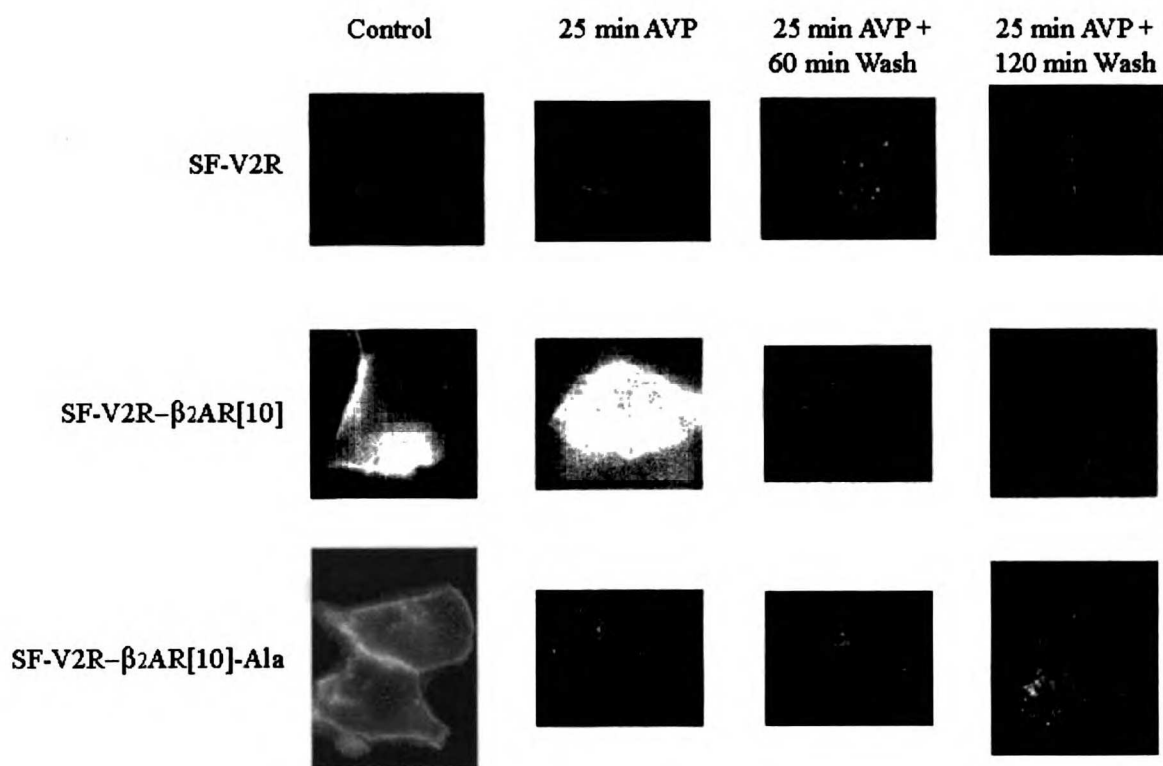 Control
25 min AVP
25 min AVP +
60 min Wash
25 min AVP +
120 min Wash
SF-V2R
SF-V2R–β2AR[10]
SF-V2R–β2AR[10]-Ala